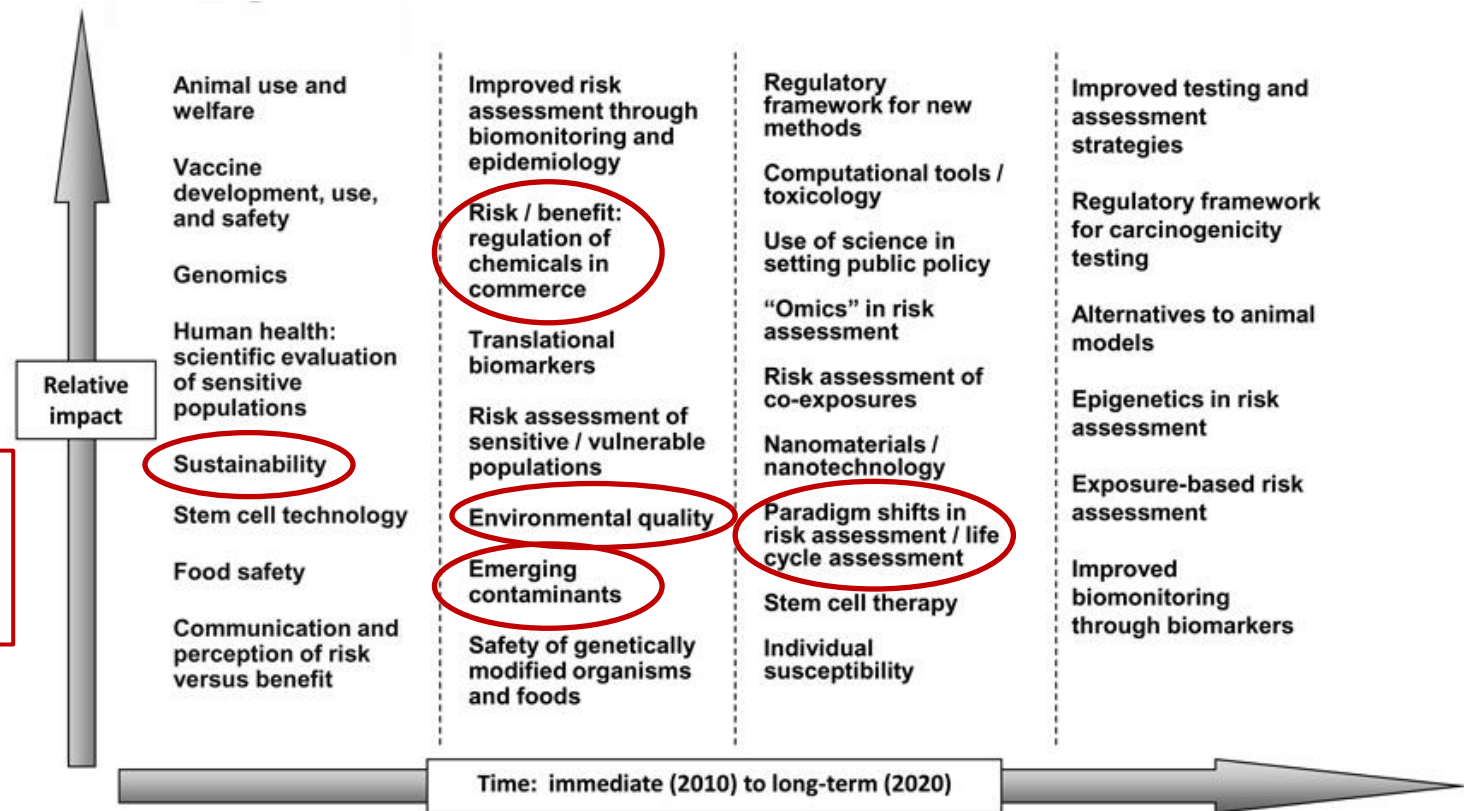 Animal use and
welfare
Vaccine
development, use,
and safety
Genomics
Human health:
scientific evaluation
of sensitive
populations
Sustainability
Stem cell technology
Food safety
Communication and
perception of risk
versus benefit
Improved risk
assessment through
biomonitoring and
epidemiology
Risk / benefit:
regulation of
chemicals in
commerce
Translational
biomarkers
Risk assessment of
sensitive / vulnerable
populations
Environmental quality
Emerging
contaminants
Safety of genetically
modified organisms
and foods
Regulatory
framework for new
methods
Computational tools /
toxicology
Use of science in
setting public policy
“Omics” in risk
assessment
Risk assessment of
co-exposures
Nanomaterials /
nanotechnology
Paradigm shifts in
risk assessment / life
cycle assessment
Stem cell therapy
Individual
susceptibility
Improved testing and
assessment
strategies
Regulatory framework
for carcinogenicity
testing
Alternatives to animal
models
Epigenetics in risk
assessment
Exposure-based risk
assessment
Improved
biomonitoring
through biomarkers
Relative
impact
Time: immediate (2010) to long-term (2020)